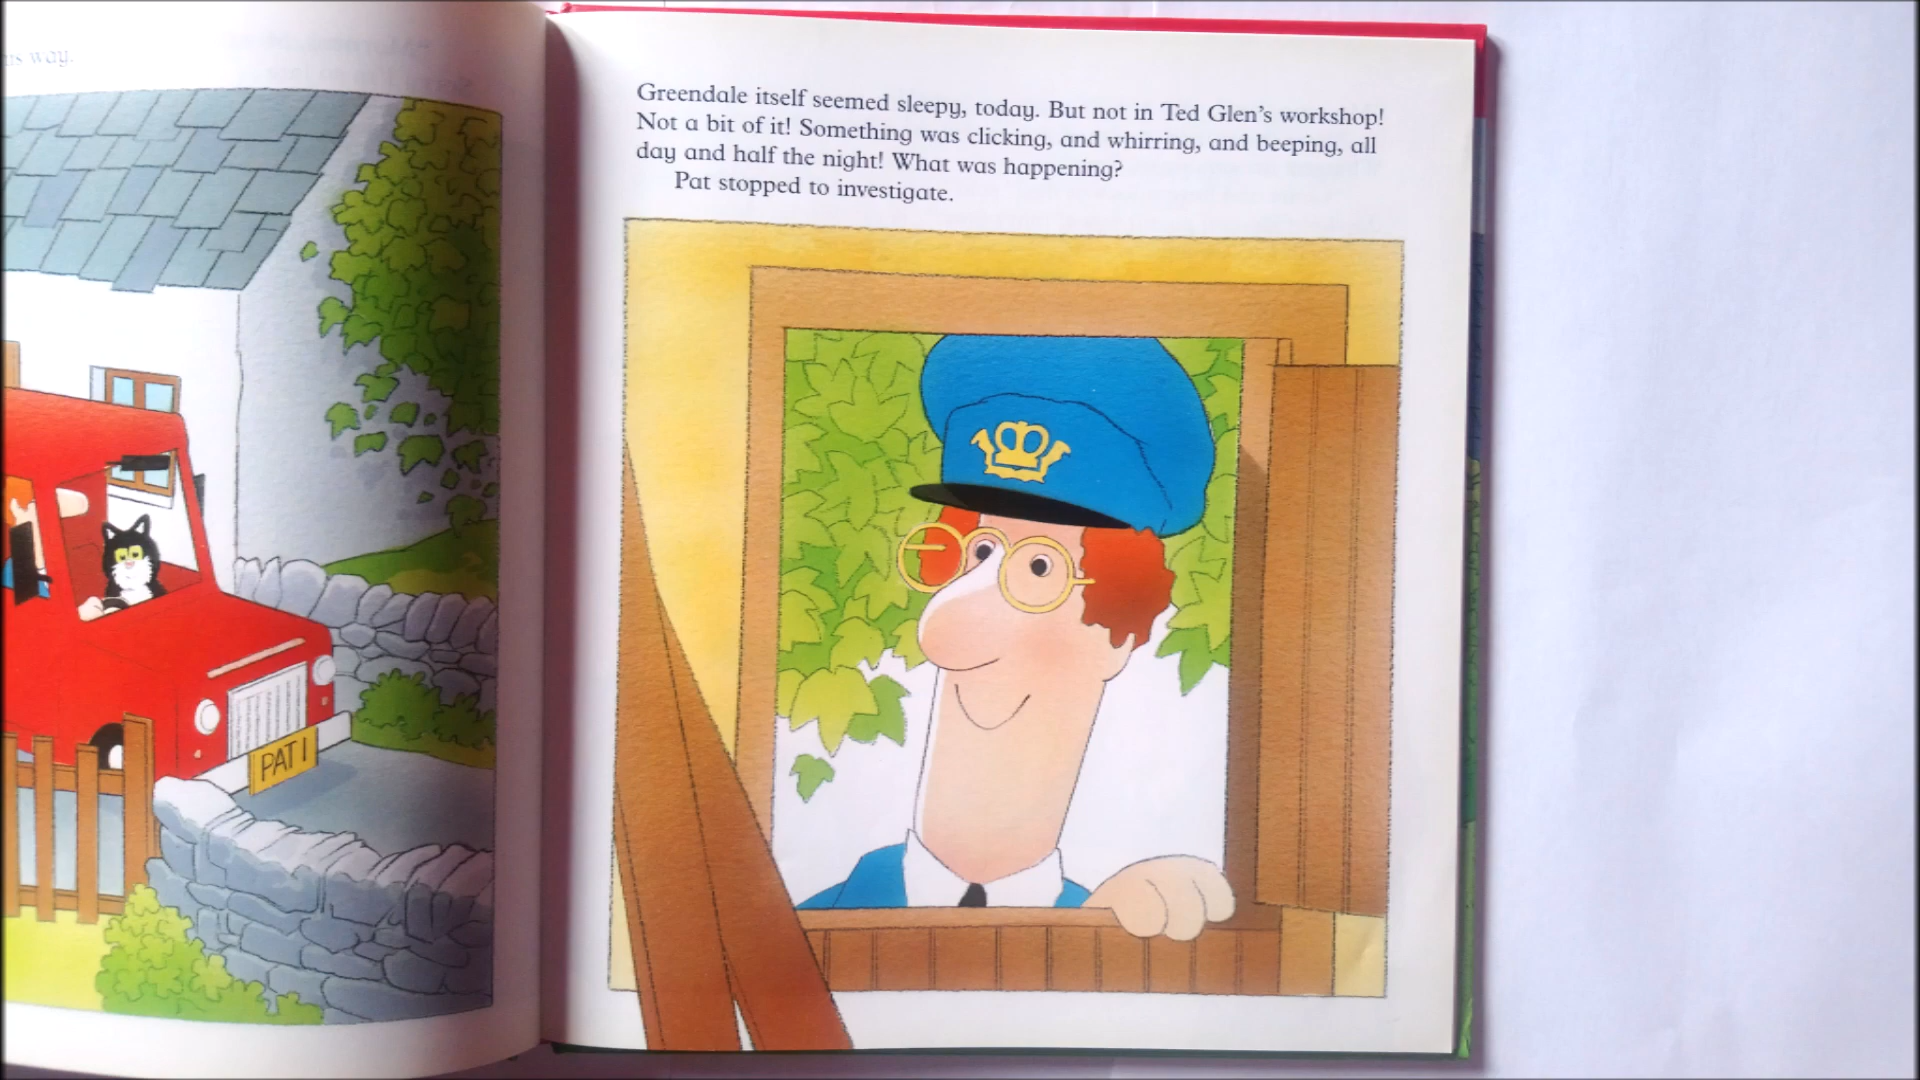 way.
Greendale itself seemed sleepy, today. But not in Ted Glen's workshop!
Not a bit of it! Something was clicking, and whirring, and beeping, all
day and half the night! What was happening?
Pat stopped to investigate.
PAT 1